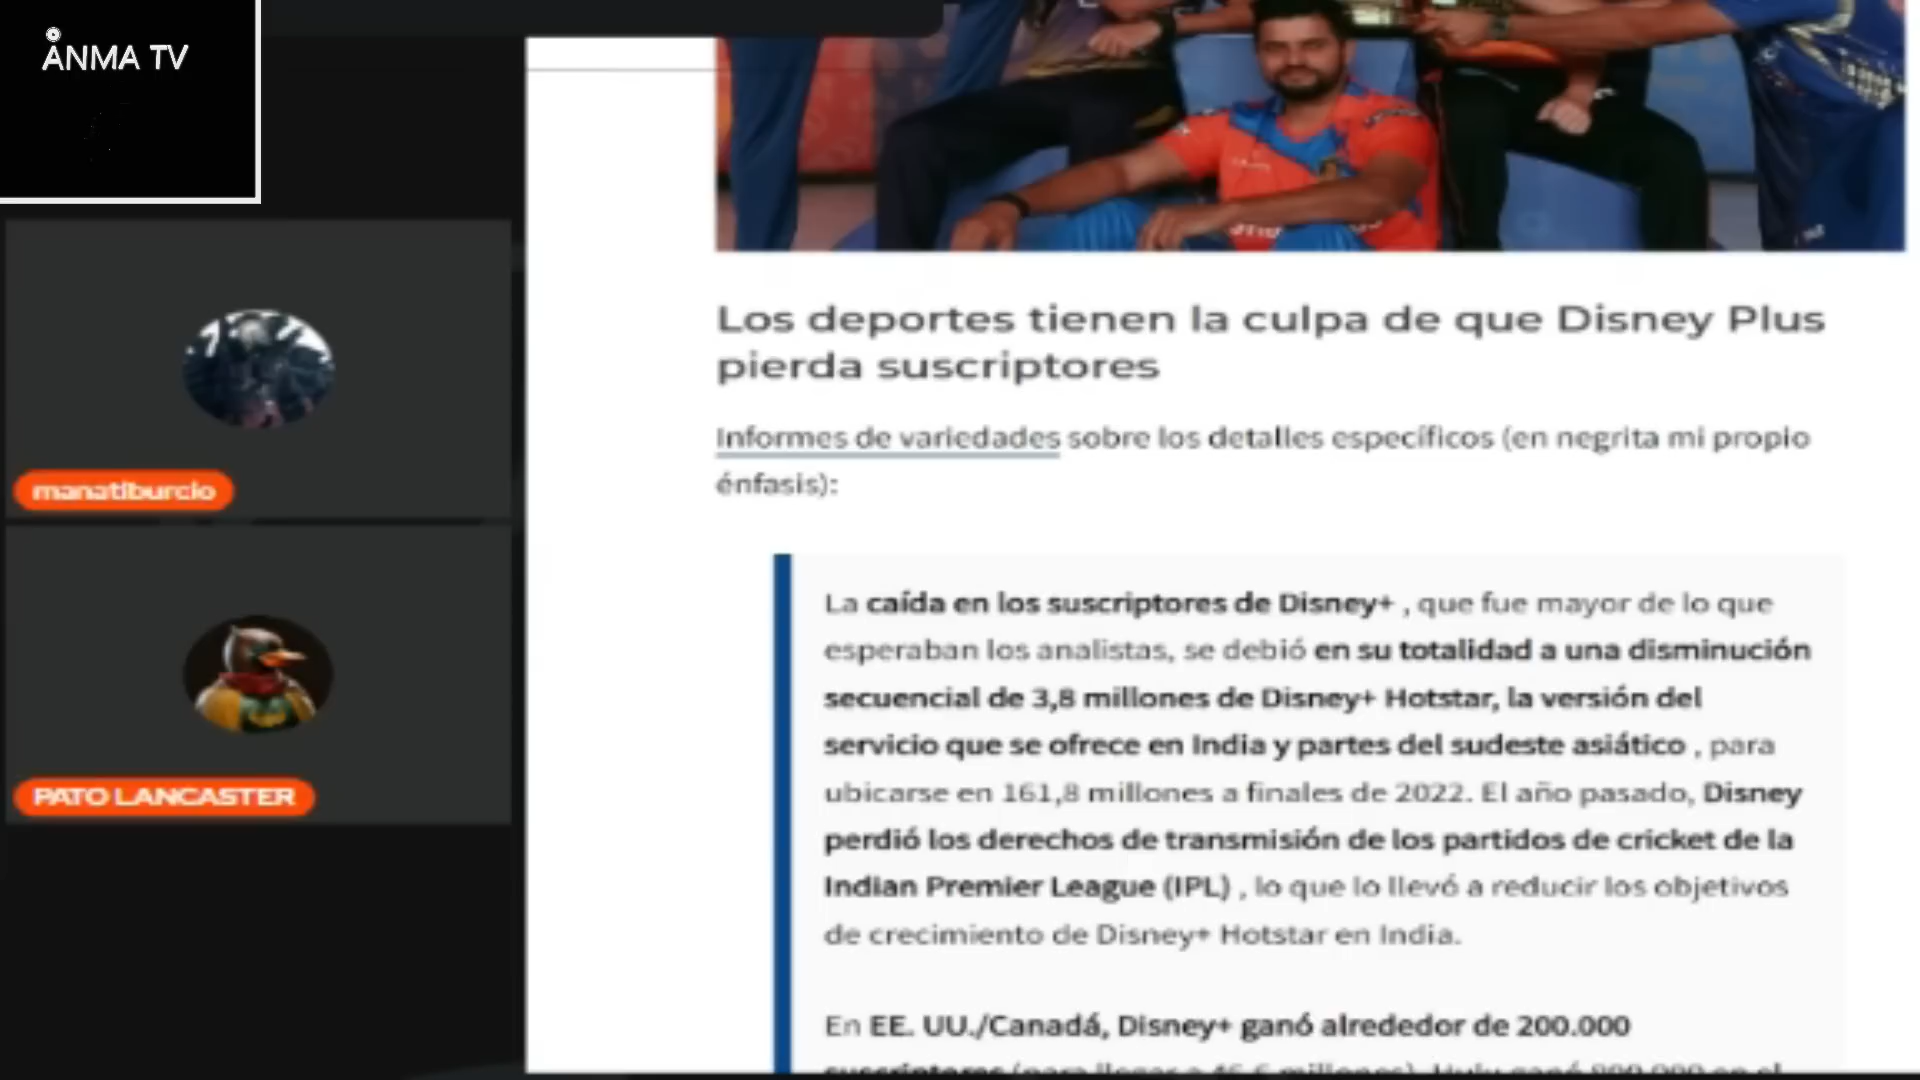 ANMA TV
manatiburcio
PATO LANCASTER
Los deportes tienen la culpa de que Disney Plus
pierda suscriptores
Informes de variedades sobre los detalles específicos (en negrita mi propio
énfasis):
La caída en los suscriptores de Disney+ , que fue mayor de lo que
esperaban los analistas, se debió en su totalidad a una disminución
secuencial de 3,8 millones de Disney+ Hotstar, la versión del
servicio que se ofrece en India y partes del sudeste asiático , para
ubicarse en 161,8 millones a finales de 2022. El año pasado, Disney
perdió los derechos de transmisión de los partidos de cricket de la
Indian Premier League (IPL) , lo que lo llevó a reducir los objetivos
de crecimiento de Disney+ Hotstar en India.
En EE. UU./Canadá, Disney+ ganó alrededor de 200.000